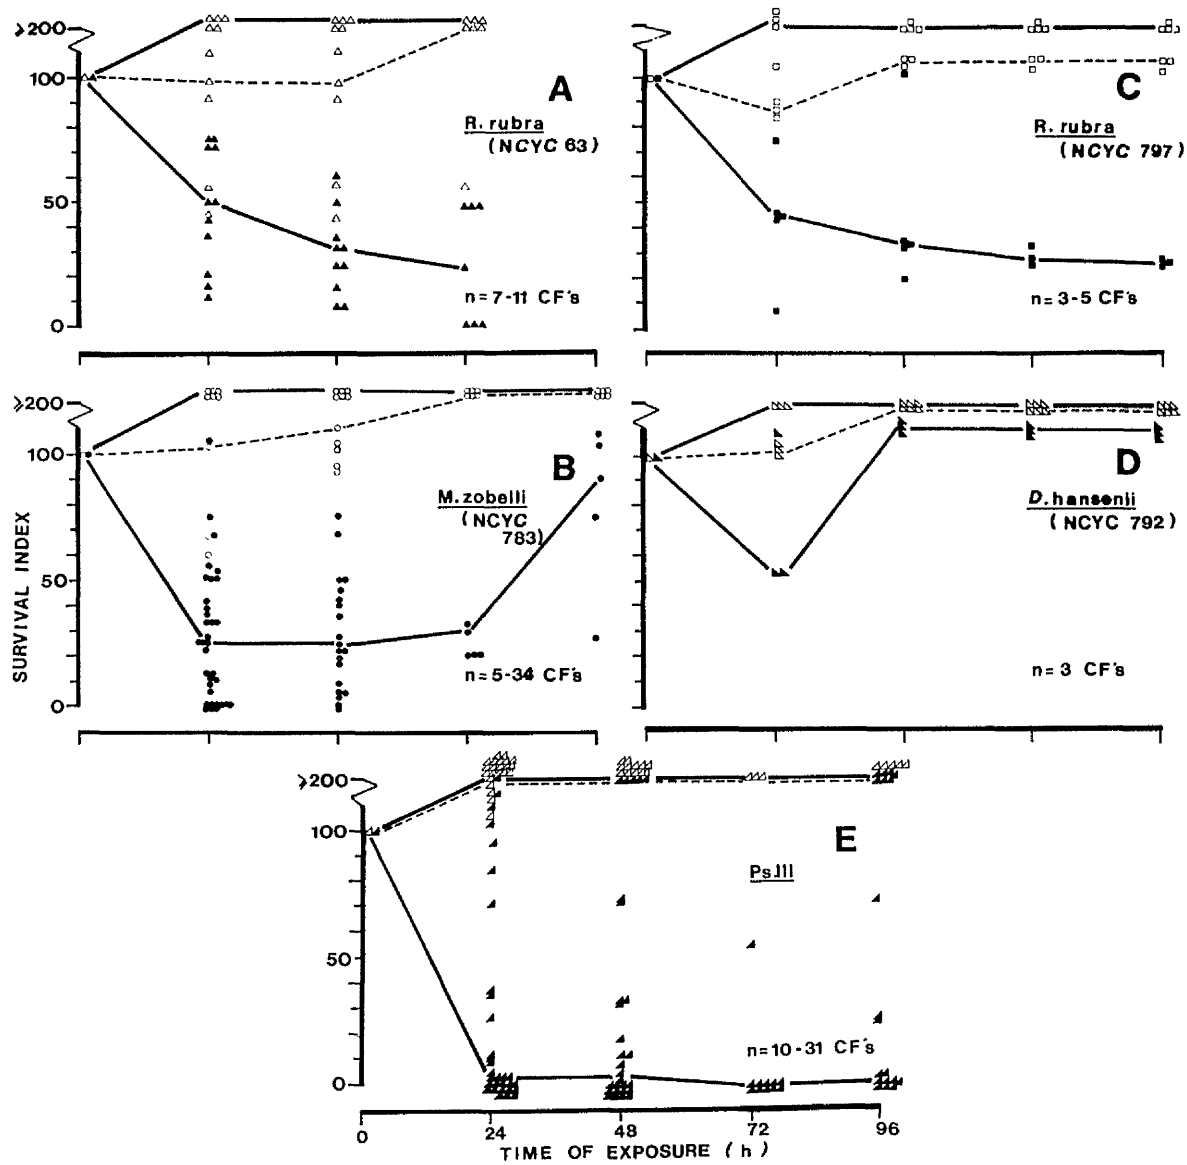 ⩾200
100
50
0
A
R. rubra
(NCYC 63)
n=7-11 CF's
C
R. rubra
(NCYC 797)
n=3-5 CF's
⩾200
100
50
0
B
M. zobelli
(NCYC
783)
n=5-34 CF's
D
D. hansenii
(NCYC 792)
n=3 CF's
SURVIVAL INDEX
⩾200
100
50
0
E
Ps.III
n=10-31 CF's
0 24 48 72 96
TIME OF EXPOSURE (h)